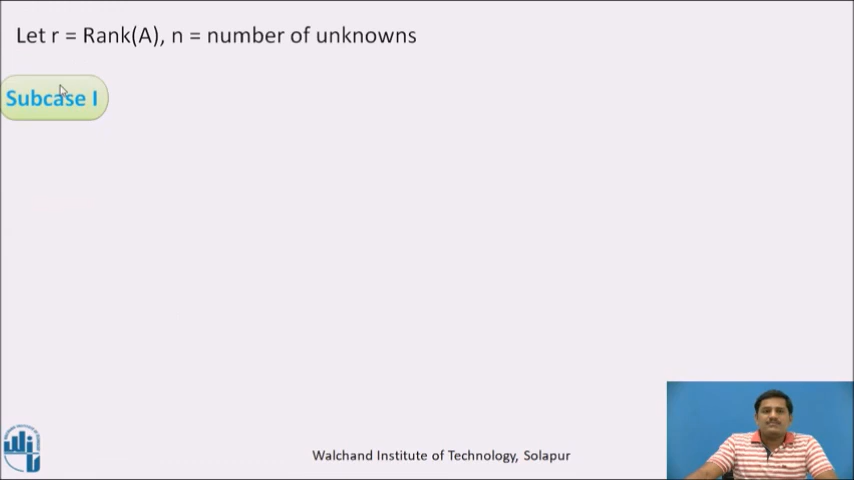 Let r = Rank(A), n = number of unknowns
Subcase I
Walchand Institute of Technology, Solapur